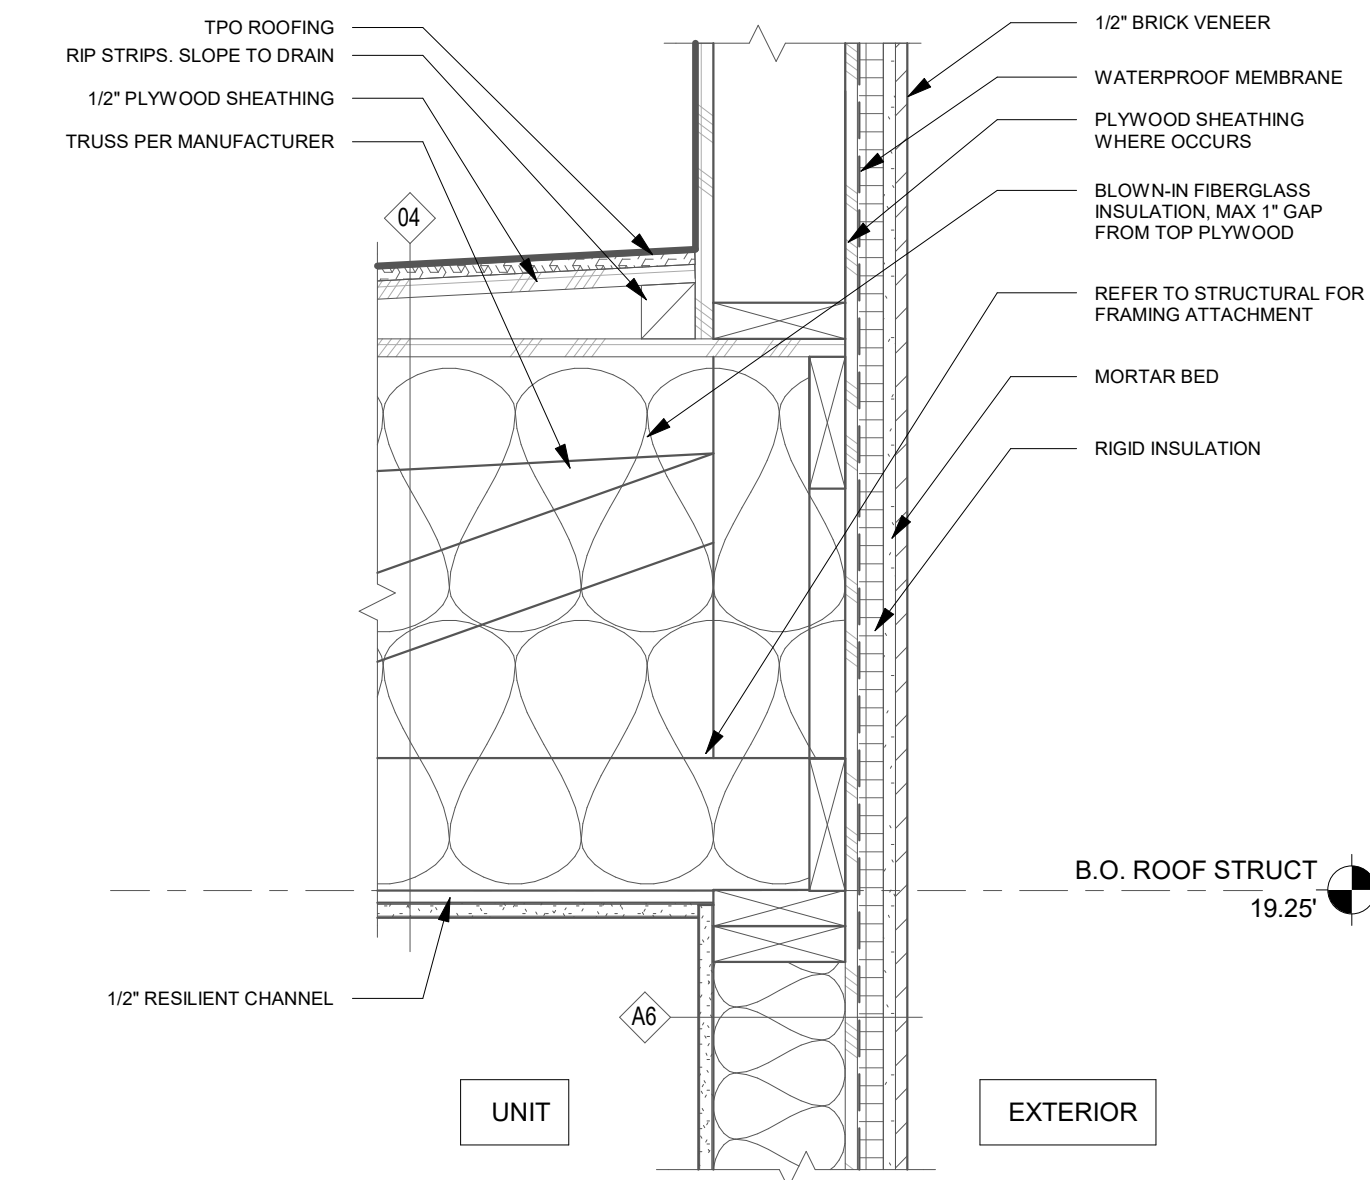 TPO ROOFING
RIP STRIPS. SLOPE TO DRAIN
1/2" PLYWOOD SHEATHING
TRUSS PER MANUFACTURER
04
1/2" BRICK VENEER
WATERPROOF MEMBRANE
PLYWOOD SHEATHING
WHERE OCCURS
BLOWN-IN FIBERGLASS
INSULATION, MAX 1" GAP
FROM TOP PLYWOOD
REFER TO STRUCTURAL FOR
FRAMING ATTACHMENT
MORTAR BED
RIGID INSULATION
B.O. ROOF STRUCT
19.25'
1/2" RESILIENT CHANNEL
A6
UNIT
EXTERIOR